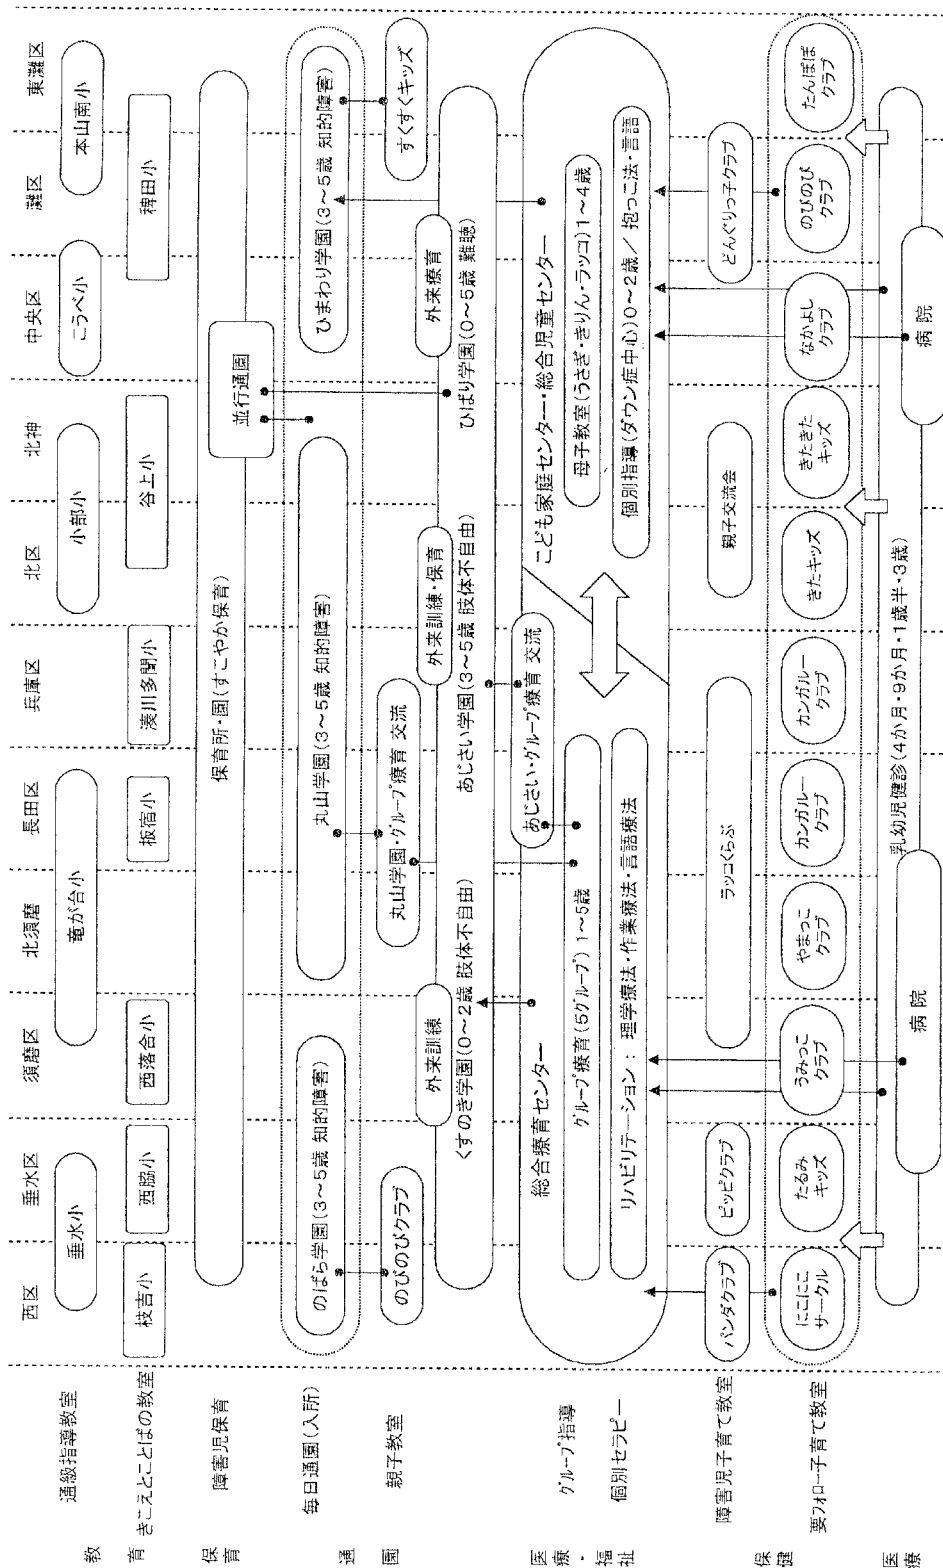 西区
垂水区
須磨区
北須磨
長田区
兵庫区
北区
北神
中央区
灘区
東灘区
教育
通級指導教室
垂水小
竜が台小
小部小
こうべ小
本山南小
きこえとことばの教室
枝吉小
西脇小
西落合小
板宿小
湊川多聞小
谷上小
稗田小
保育
障害児保育
保育所・園(すこやか保育)
並行通園
通園
毎日通園(入所)
のばら学園(3~5歳 知的障害)
丸山学園(3~5歳 知的障害)
ひまわり学園(3~5歳 知的障害)
親子教室
のびのびクラブ
丸山学園・グループ療育 交流
すくすくキッズ
外来訓練
外来訓練・保育
外来療育
くすのき学園(0~2歳 肢体不自由)
あじさい学園(3~5歳 肢体不自由)
ひばり学園(0~5歳 難聴)
医療・福祉
総合療育センター
あじさい・グループ療育 交流
こども家庭センター・総合児童センター
グループ指導
グループ療育(5グループ) 1~5歳
母子教室(うさぎ・きりん・ラッコ) 1~4歳
個別セラピー
リハビリテーション: 理学療法・作業療法・言語療法
個別指導(ダウン症中心)0~2歳 / 抱っこ法・言語
保健
障害児子育て教室
パンダクラブ
ピッピクラブ
ラッコくらぶ
親子交流会
どんぐりっ子クラブ
要フォロー子育て教室
にこにこ
サークル
たるみ
キッズ
うみっこ
クラブ
やまっこ
クラブ
カンガルー
クラブ
カンガルー
クラブ
きたキッズ
きたきた
キッズ
なかよし
クラブ
のびのび
クラブ
たんぽぽ
クラブ
乳幼児健診(4か月・9か月・1歳半・3歳)
医療
病院
病院